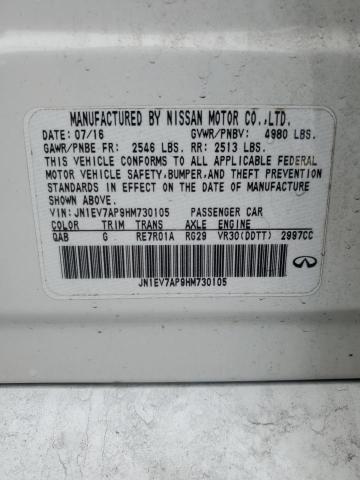 MANUFACTURED BY NISSAN MOTOR CO.,LTD.
DATE: 07/16 GVWR/PNBV: 4980 LBS.
GAWR/PNBE FR: 2546 LBS. RR: 2513 LBS.
THIS VEHICLE CONFORMS TO ALL APPLICABLE FEDERAL
MOTOR VEHICLE SAFETY,BUMPER,AND THEFT PREVENTION
STANDARDS IN EFFECT ON THE DATE OF MANUFACTURE
SHOWN ABOVE.
VIN: JN1EV7AP9HM730105 PASSENGER CAR
COLOR TRIM TRANS AXLE ENGINE
QAB G RE7R01A RG29 VR30(DDTT) 2997CC
JN1EV7AP9HM730105